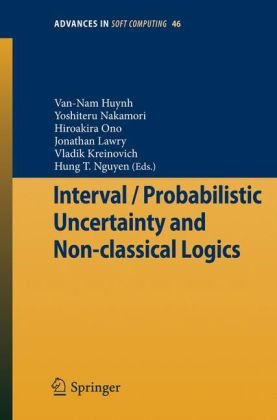 ADVANCES IN SOFT COMPUTING 46
Van-Nam Huynh
Yoshiteru Nakamori
Hiroakira Ono
Jonathan Lawry
Vladik Kreinovich
Hung T. Nguyen (Eds.)
Interval / Probabilistic
Uncertainty and
Non-classical Logics
Springer